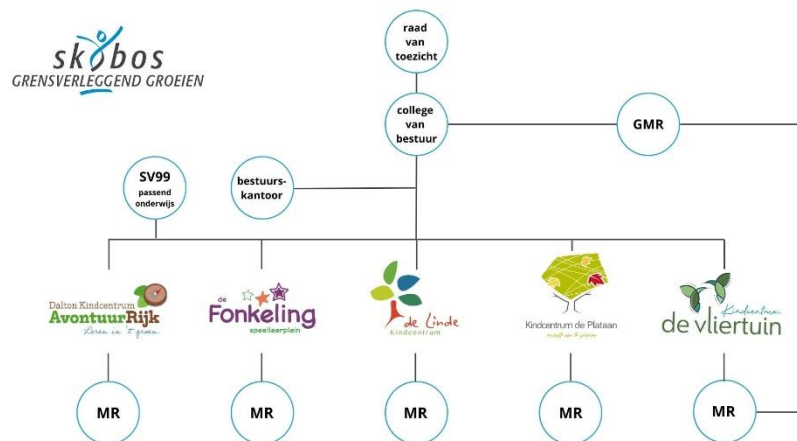 skobos
GRENSVERLEGGEND GROEIEN
raad
van
toezicht
college
van
bestuur
GMR
SV99
passend
onderwijs
bestuurs-
kantoor
Dalton Kindcentrum
AvontuurRijk
Leren in 't groen
de
Fonkeling
speelleerplein
de Linde
Kindcentrum
Kindcentrum de Plataan
Kindcentrum
de vliertuin
MR
MR
MR
MR
MR